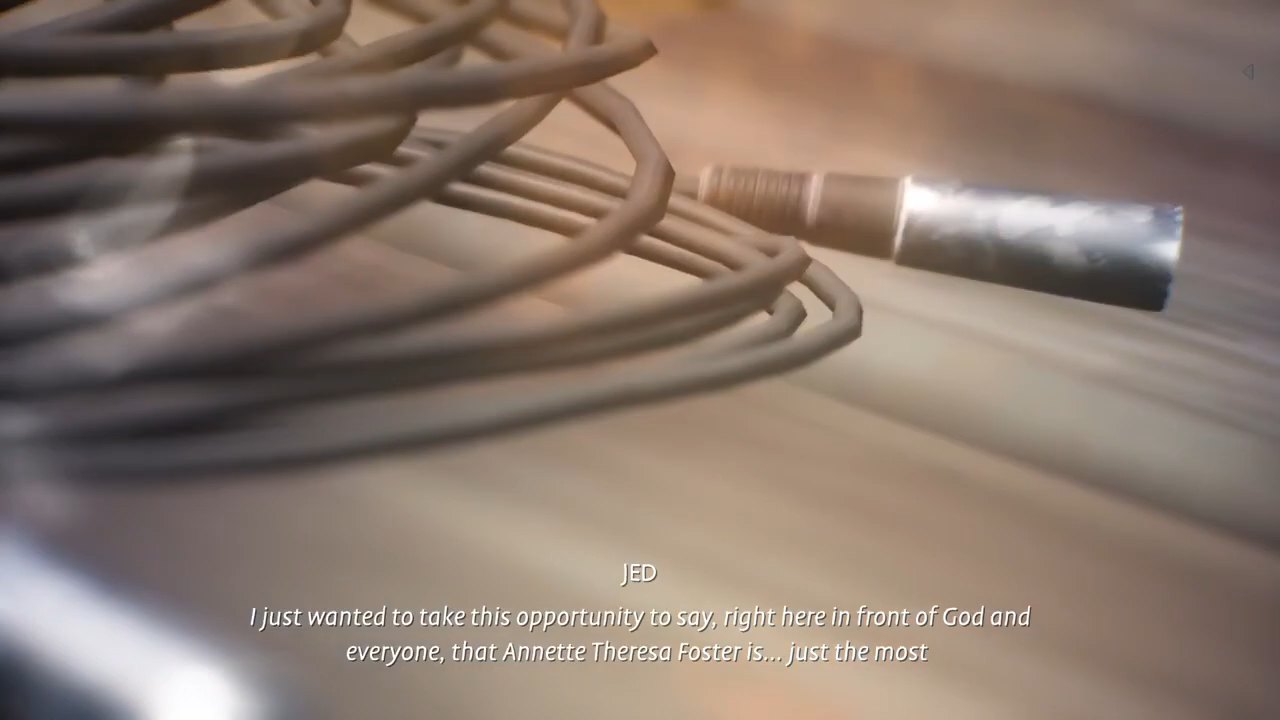 JED
I just wanted to take this opportunity to say, right here in front of God and
everyone, that Annette Theresa Foster is... just the most